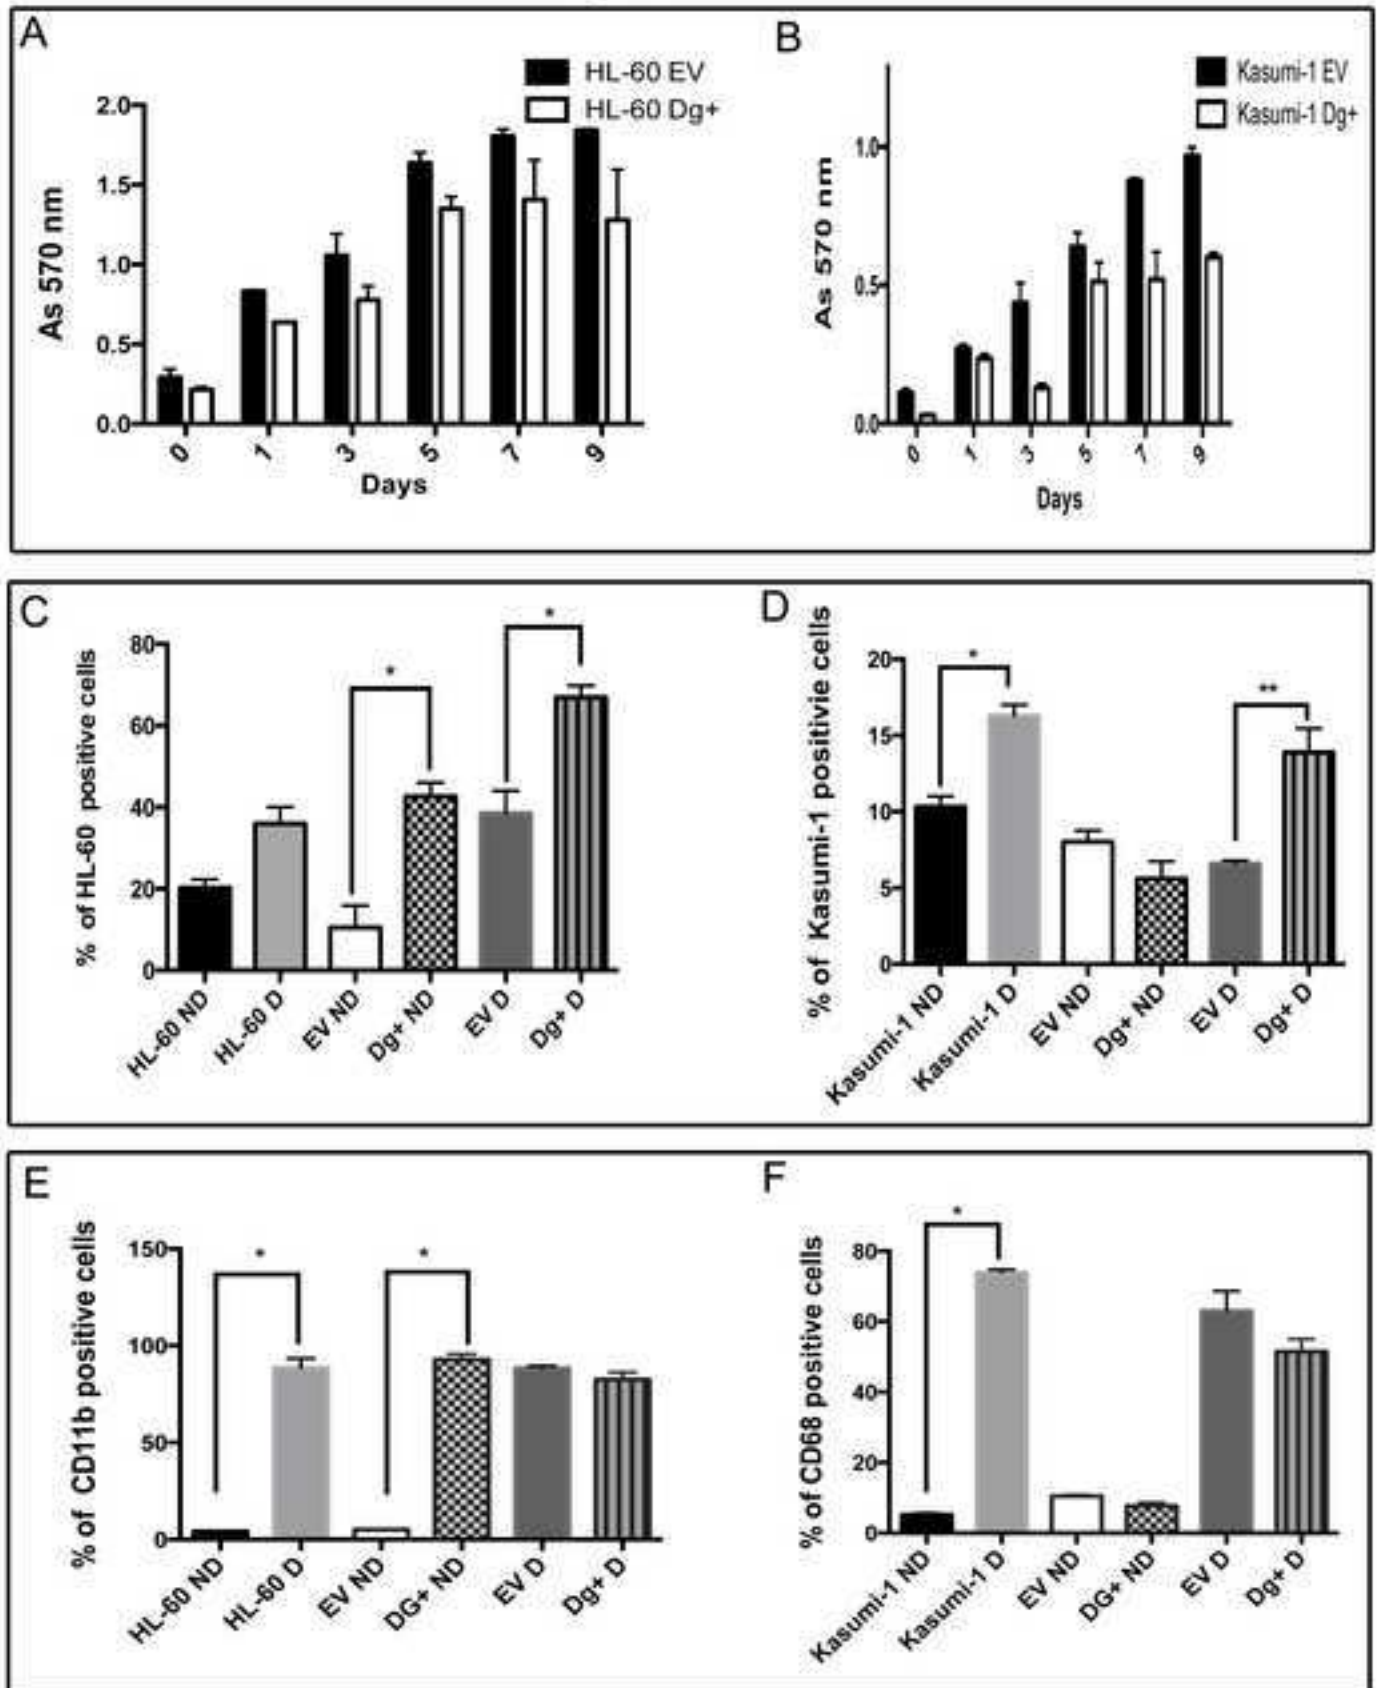 A
HL-60 EV
HL-60 Dg+
As 570 nm
2.0
1.5
1.0
0.5
0.0
0 1 3 5 7 9
Days
B
Kasumi-1 EV
Kasumi-1 Dg+
As 570 nm
1.0
0.5
0.0
0 1 3 5 7 9
Days
C
% of HL-60 positive cells
80
60
40
20
0
* *
HL-60 ND HL-60 D EV ND Dg+ ND EV D Dg+ D
D
% of Kasumi-1 positivie cells
20
15
10
5
0
* **
Kasumi-1 ND Kasumi-1 D EV ND Dg+ ND EV D Dg+ D
E
% of CD11b positive cells
150
100
50
0
* *
HL-60 ND HL-60 D EV ND DG+ ND EV D Dg+ D
F
% of CD68 positive cells
80
60
40
20
0
*
Kasumi-1 ND Kasumi-1 D EV ND DG+ ND EV D Dg+ D